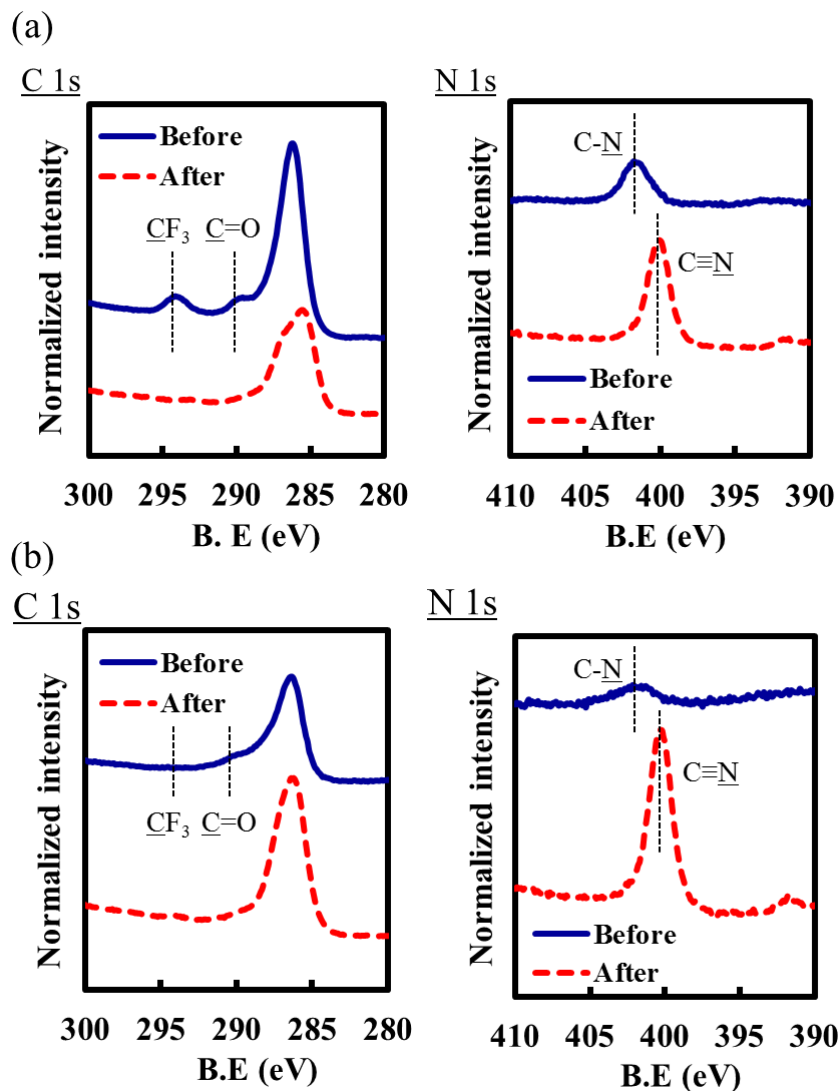 (a)
C 1s
Normalized intensity
Before
After
CF3
C=O
300 295 290 285 280
B. E (eV)
N 1s
Normalized intensity
C-N
C≡N
Before
After
410 405 400 395 390
B.E (eV)
(b)
C 1s
Normalized intensity
Before
After
CF3
C=O
300 295 290 285 280
B.E (eV)
N 1s
Normalized intensity
C-N
C≡N
Before
After
410 405 400 395 390
B.E (eV)